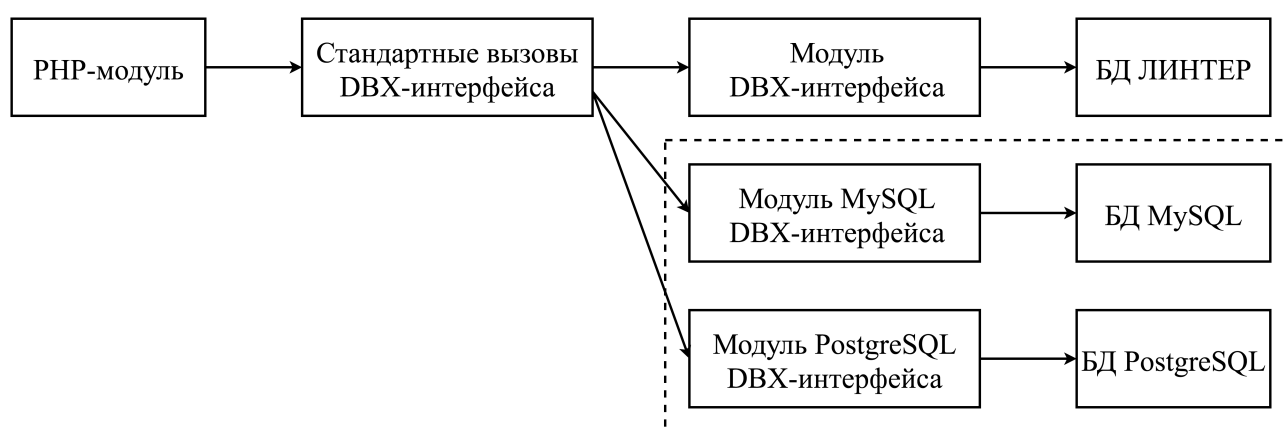 PHP-модуль
Стандартные вызовы
DBX-интерфейса
Модуль
DBX-интерфейса
БД ЛИНТЕР
Модуль MySQL
DBX-интерфейса
БД MySQL
Модуль PostgreSQL
DBX-интерфейса
БД PostgreSQL